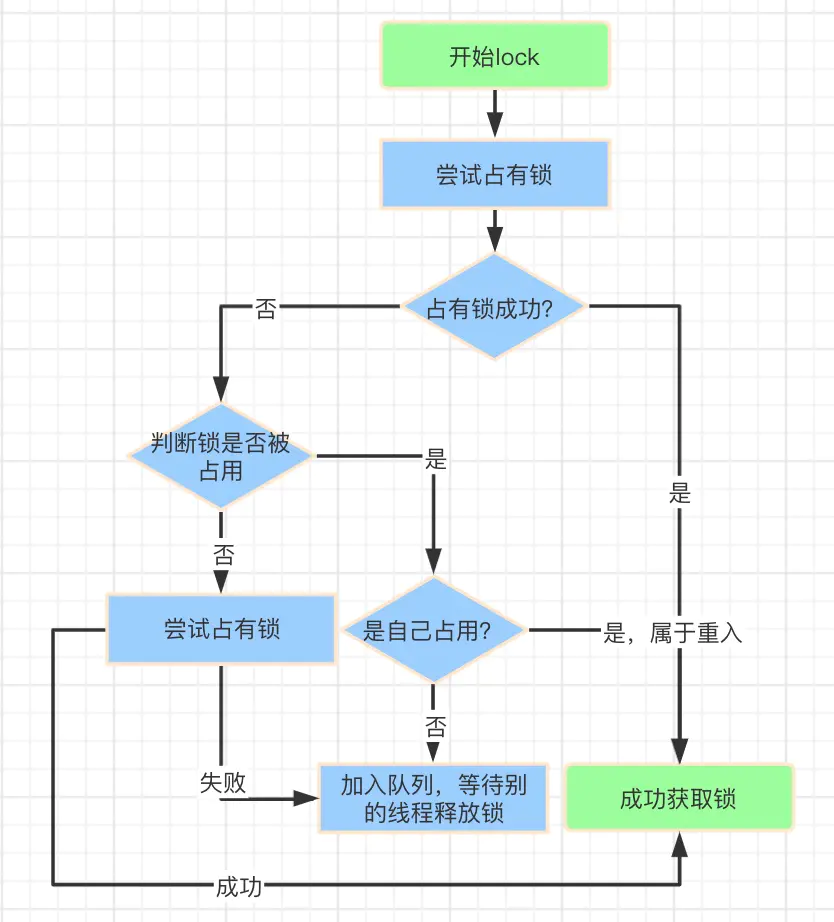 开始lock
尝试占有锁
占有锁成功？
否
判断锁是否被
占用
是
是
否
尝试占有锁
是自己占用？
是，属于重入
否
失败
加入队列，等待别
的线程释放锁
成功获取锁
成功